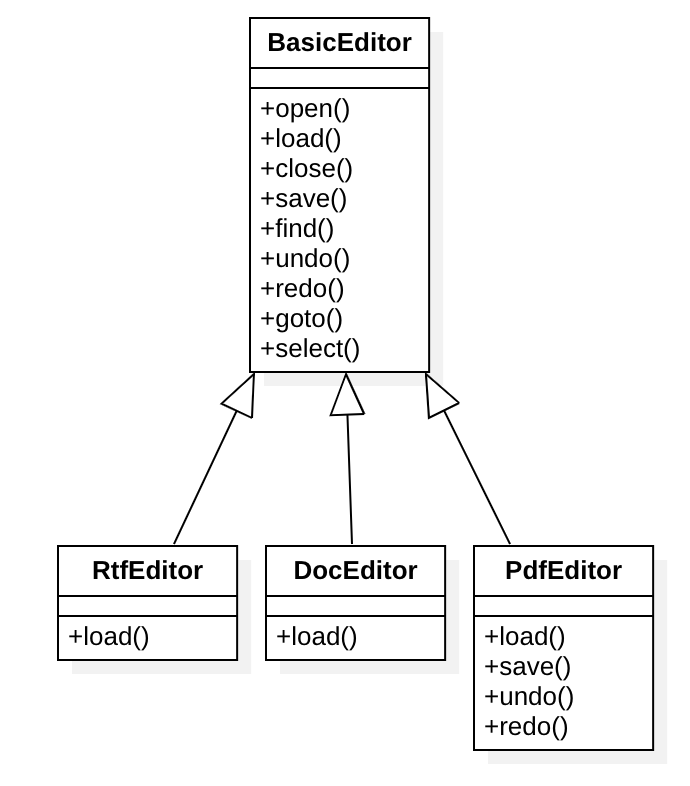 BasicEditor
+open()
+load()
+close()
+save()
+find()
+undo()
+redo()
+goto()
+select()
RtfEditor
+load()
DocEditor
+load()
PdfEditor
+load()
+save()
+undo()
+redo()